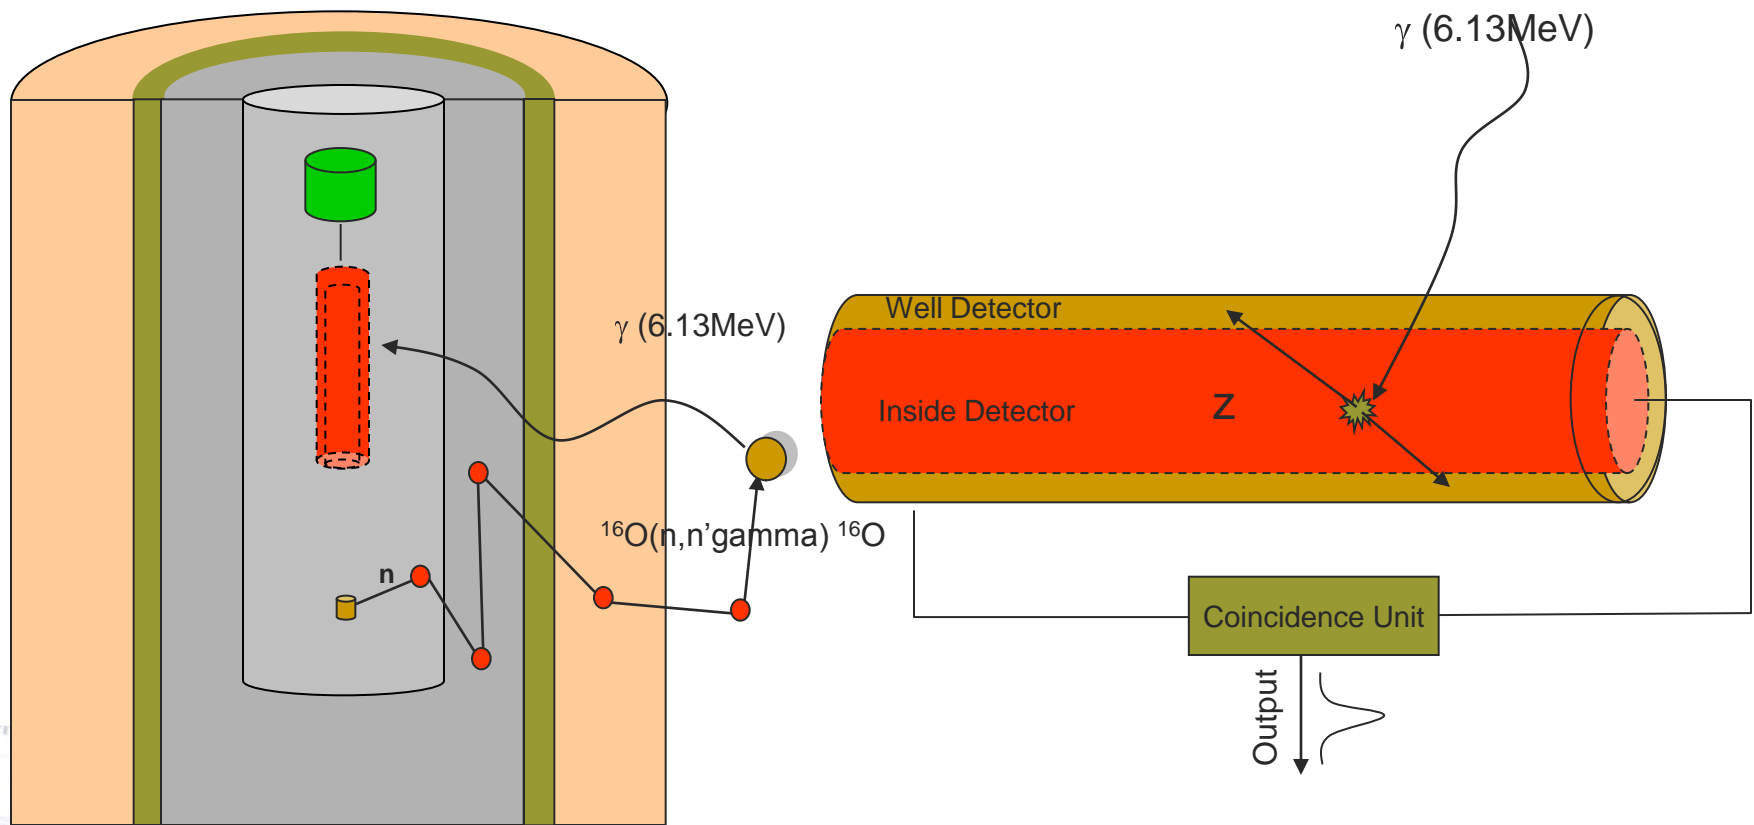 γ (6.13MeV)
Well Detector
γ (6.13MeV)
Inside Detector
Z
¹⁶O(n,n’gamma) ¹⁶O
n
Coincidence Unit
Output